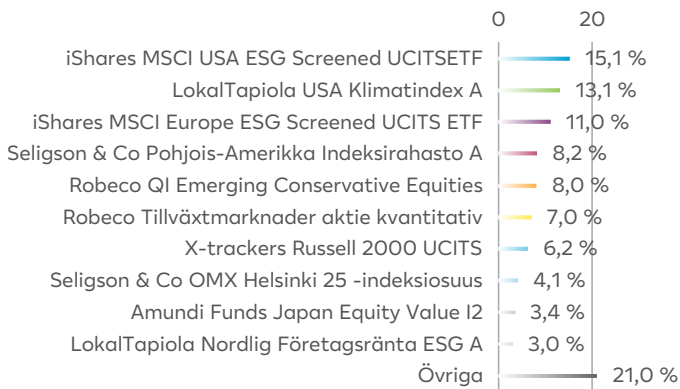 0 20
iShares MSCI USA ESG Screened UCITSETF 15,1 %
LokalTapiola USA Klimatindex A 13,1 %
iShares MSCI Europe ESG Screened UCITS ETF 11,0 %
Seligson & Co Pohjois-Amerikka Indeksirahasto A 8,2 %
Robeco QI Emerging Conservative Equities 8,0 %
Robeco Tillväxtmarknader aktie kvantitativ 7,0 %
X-trackers Russell 2000 UCITS 6,2 %
Seligson & Co OMX Helsinki 25 -indeksiosuus 4,1 %
Amundi Funds Japan Equity Value I2 3,4 %
LokalTapiola Nordlig Företagsränta ESG A 3,0 %
Övriga 21,0 %